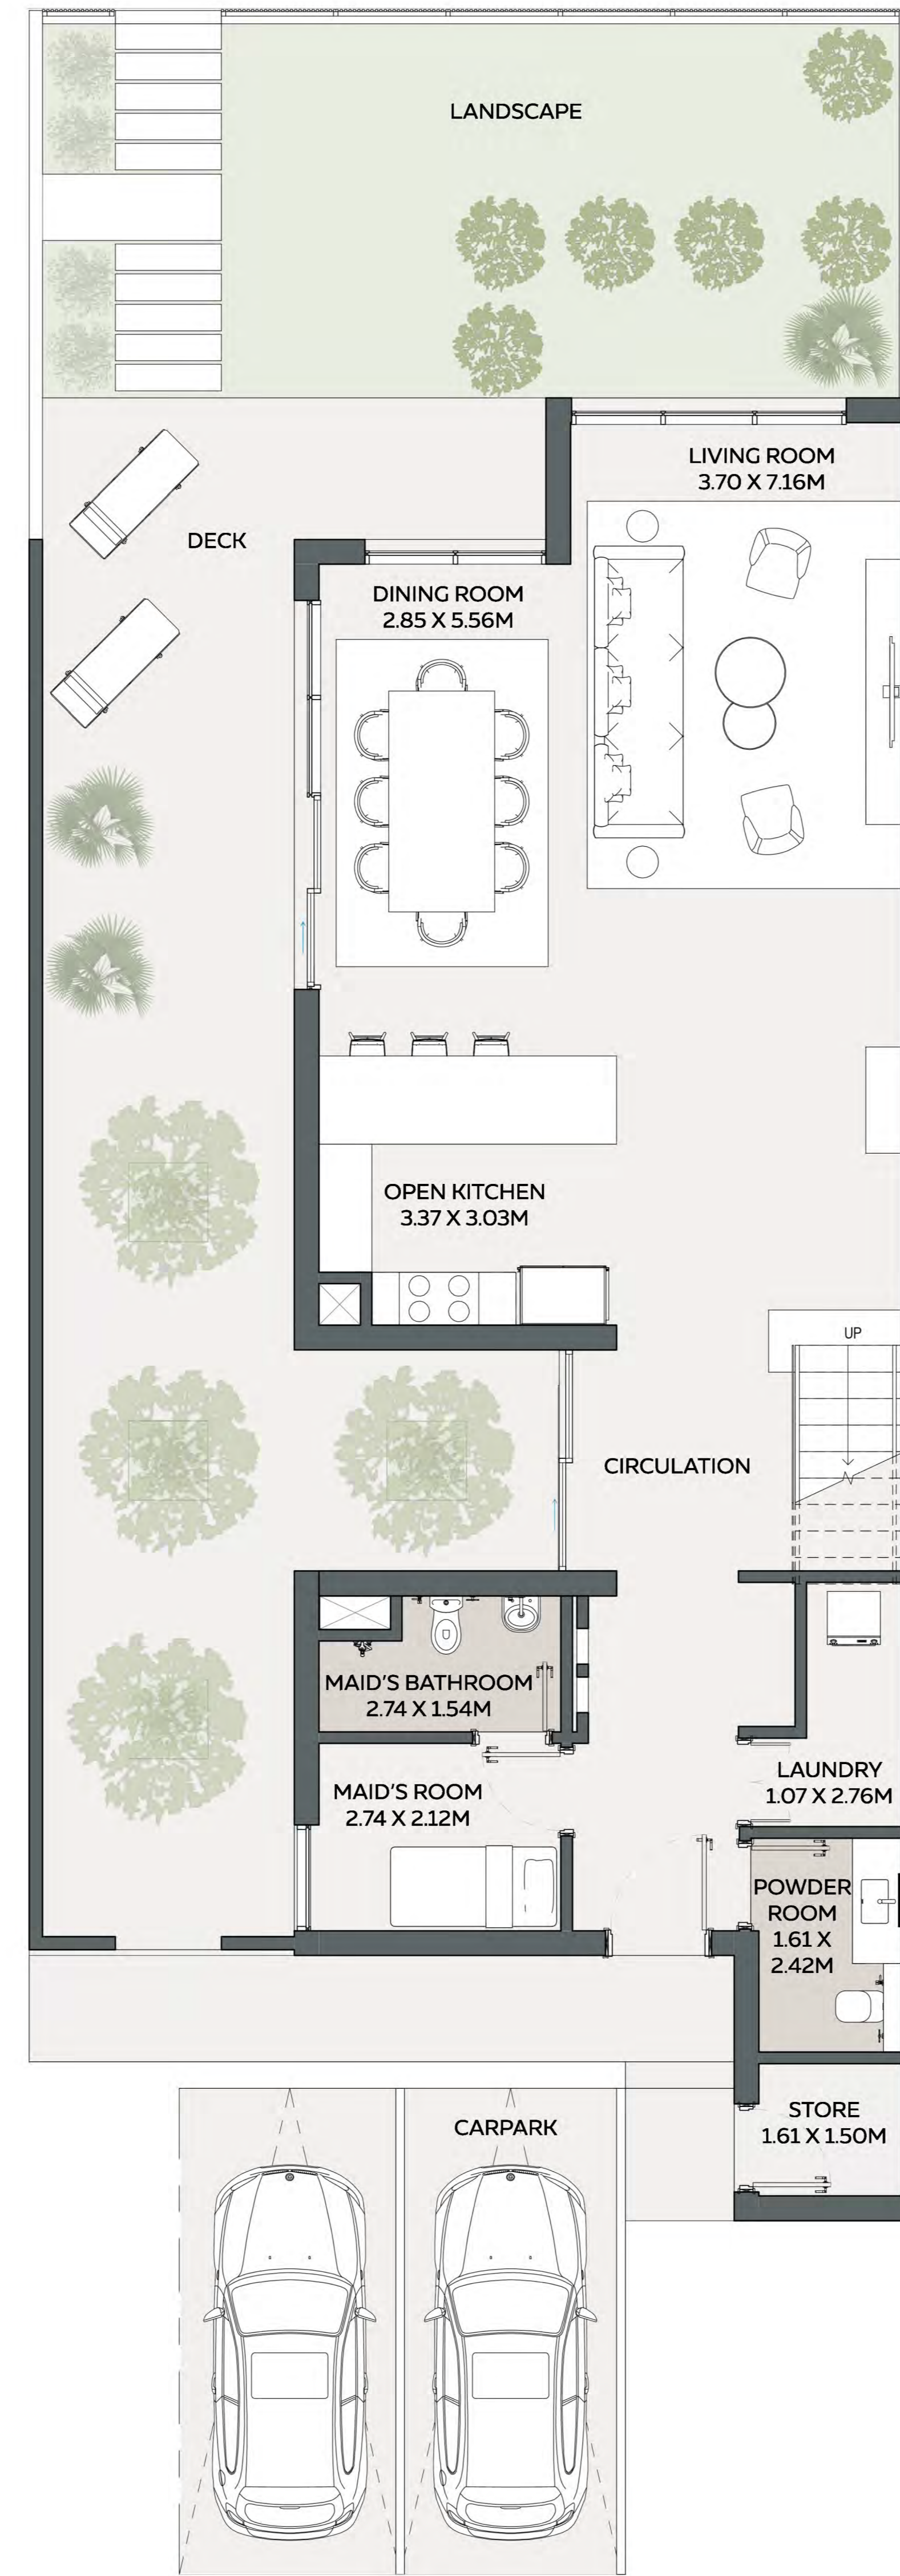 LANDSCAPE
LIVING ROOM
3.70 X 7.16M
DECK
DINING ROOM
2.85 X 5.56M
OPEN KITCHEN
3.37 X 3.03M
UP
CIRCULATION
MAID'S BATHROOM
2.74 X 1.54M
LAUNDRY
1.07 X 2.76M
MAID'S ROOM
2.74 X 2.12M
POWDER
ROOM
1.61 X
2.42M
STORE
1.61 X 1.50M
CARPARK